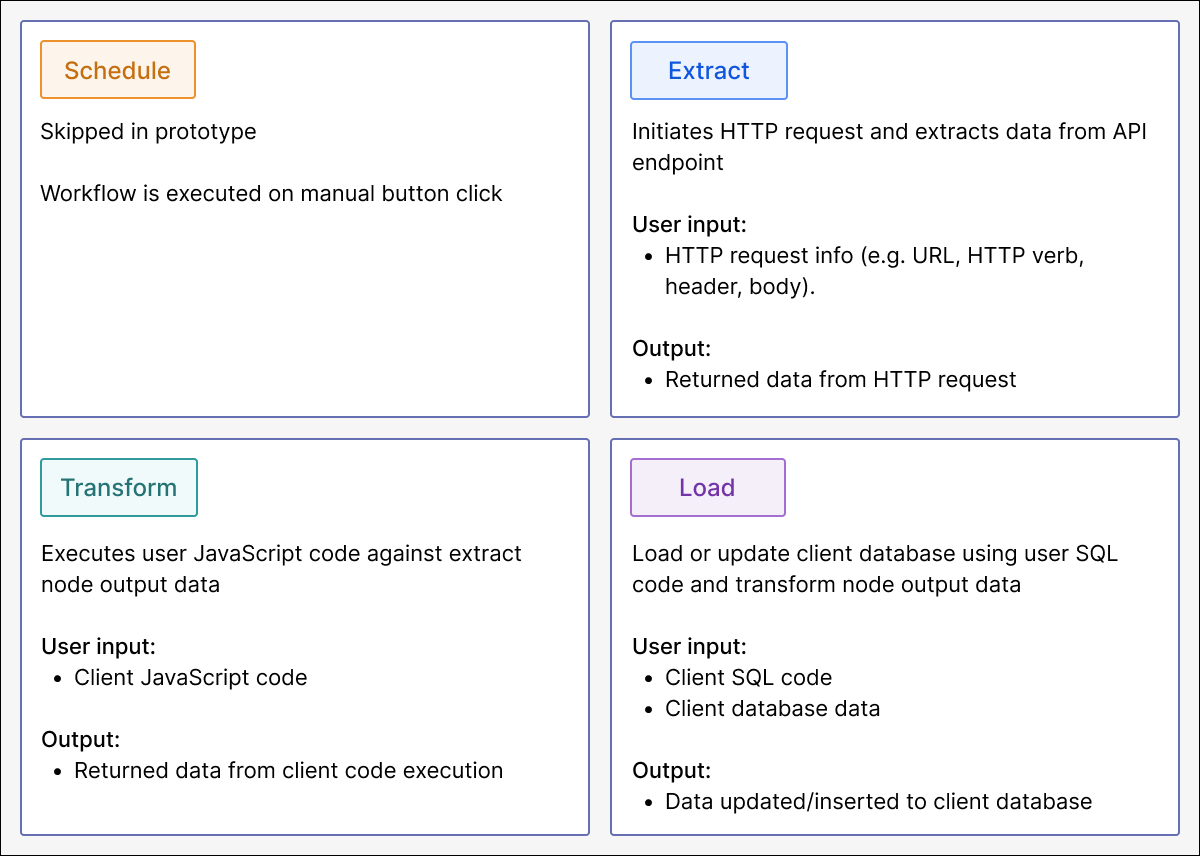 Schedule
Skipped in prototype
Workflow is executed on manual button click
Extract
Initiates HTTP request and extracts data from API
endpoint
User input:
• HTTP request info (e.g. URL, HTTP verb,
header, body).
Output:
• Returned data from HTTP request
Transform
Executes user JavaScript code against extract
node output data
User input:
• Client JavaScript code
Output:
• Returned data from client code execution
Load
Load or update client database using user SQL
code and transform node output data
User input:
• Client SQL code
• Client database data
Output:
• Data updated/inserted to client database